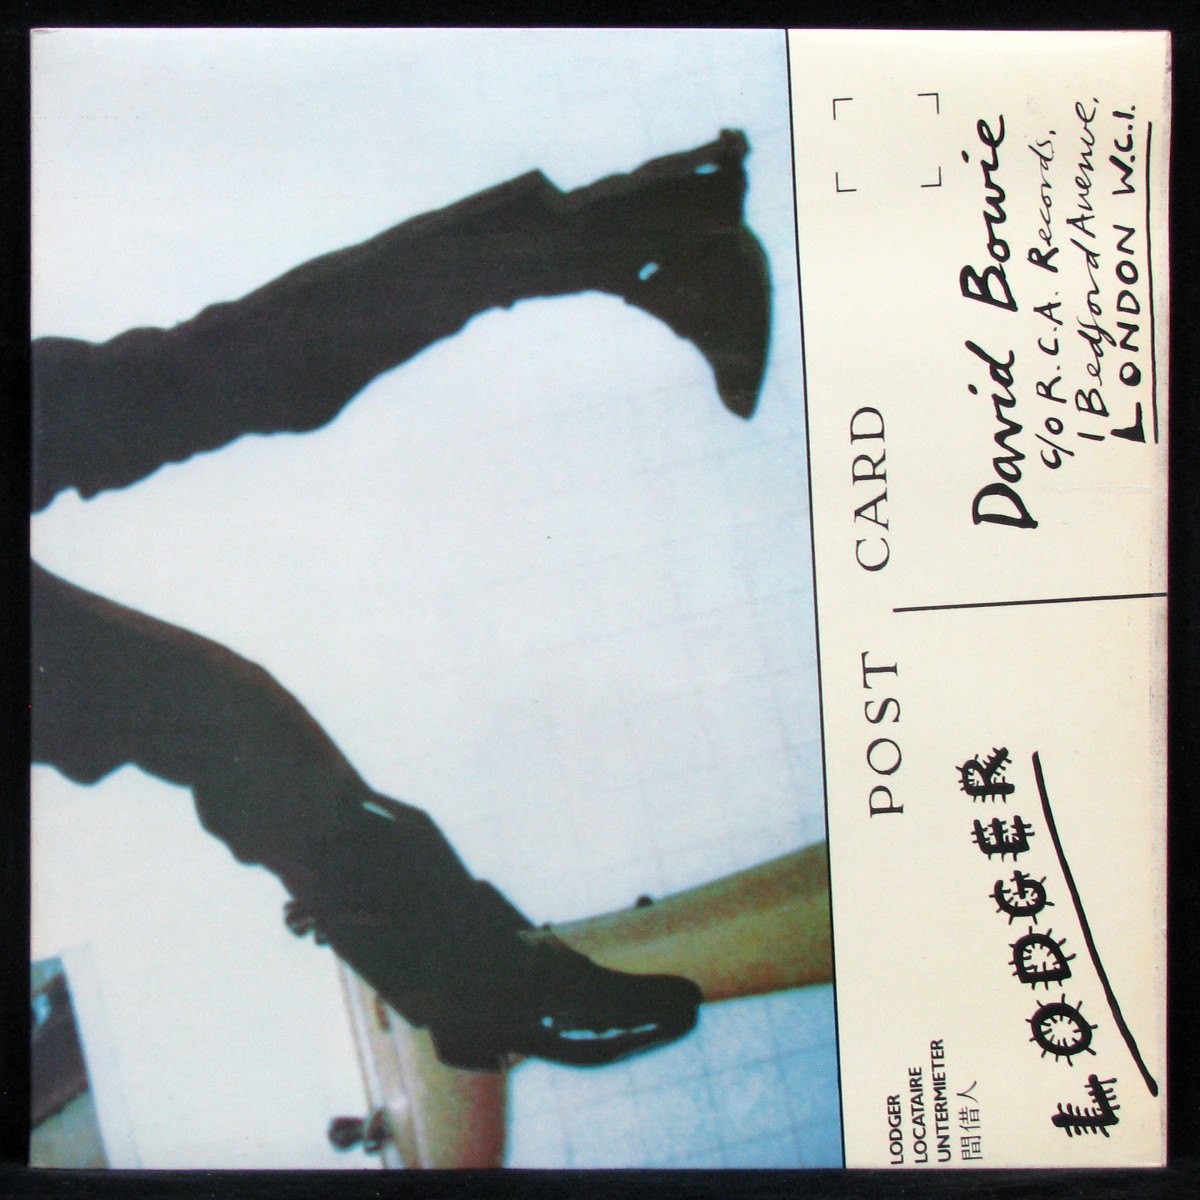 POST CARD
David Bowie
c/o R.C.A. Records,
1 Bedford Avenue,
LONDON W.C.1.
LODGER
LODGER
LOCATAIRE
UNTERMIETER
間借人